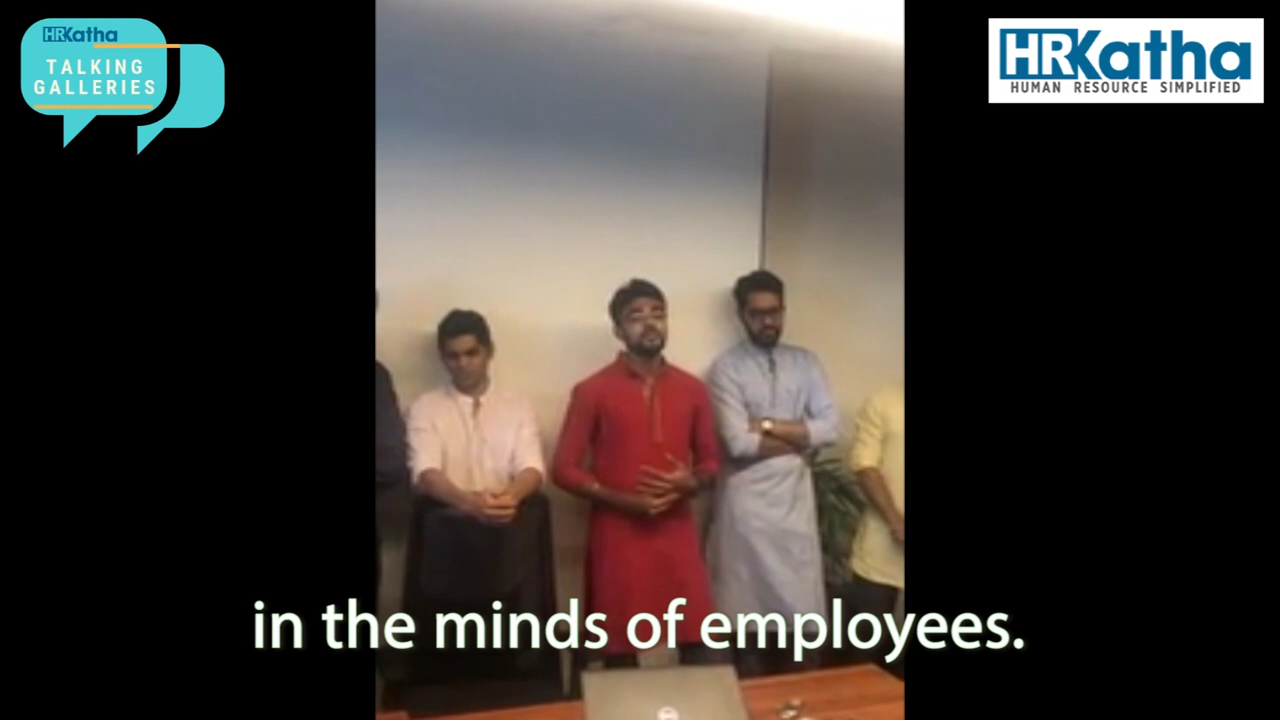 HRKatha
TALKING
GALLERIES
HRKatha
HUMAN RESOURCE SIMPLIFIED
in the minds of employees.